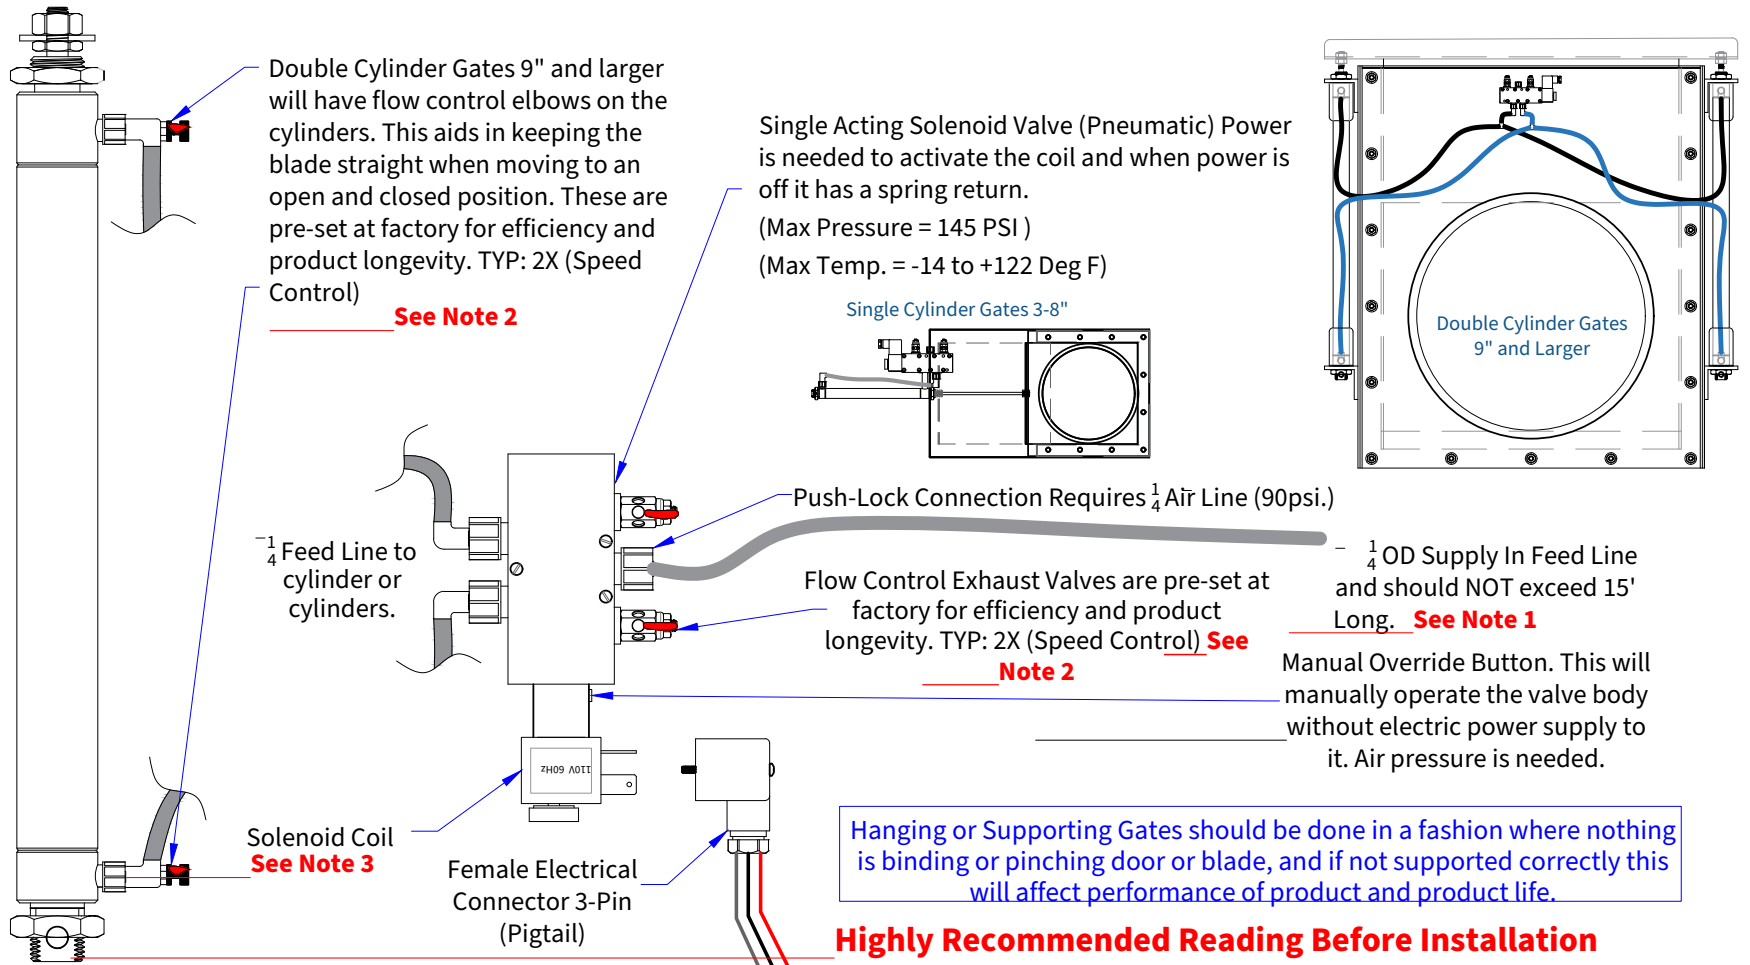 Double Cylinder Gates 9" and larger
will have flow control elbows on the
cylinders. This aids in keeping the
blade straight when moving to an
open and closed position. These are
pre-set at factory for efficiency and
product longevity. TYP: 2X (Speed
Control)
See Note 2
Single Acting Solenoid Valve (Pneumatic) Power
is needed to activate the coil and when power is
off it has a spring return.
(Max Pressure = 145 PSI )
(Max Temp. = -14 to +122 Deg F)
Single Cylinder Gates 3-8"
Double Cylinder Gates
9" and Larger
Push-Lock Connection Requires 1/4 Air Line (90psi.)
1/4 Feed Line to
cylinder or
cylinders.
1/4 OD Supply In Feed Line
and should NOT exceed 15'
Long. See Note 1
Flow Control Exhaust Valves are pre-set at
factory for efficiency and product
longevity. TYP: 2X (Speed Control) See
Note 2
Manual Override Button. This will
manually operate the valve body
without electric power supply to
it. Air pressure is needed.
110V 60Hz
Solenoid Coil
See Note 3
Female Electrical
Connector 3-Pin
(Pigtail)
Hanging or Supporting Gates should be done in a fashion where nothing
is binding or pinching door or blade, and if not supported correctly this
will affect performance of product and product life.
Highly Recommended Reading Before Installation